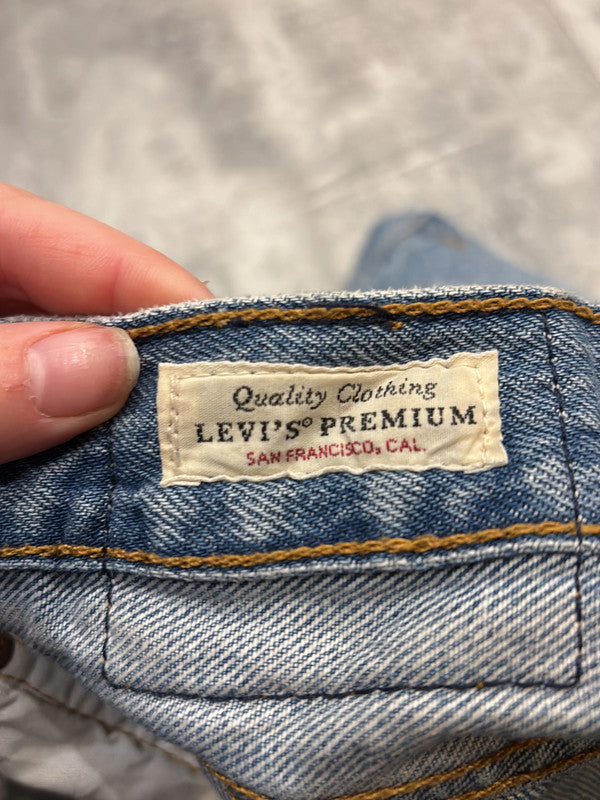 Quality Clothing
LEVI'S® PREMIUM
SAN FRANCISCO, CAL.